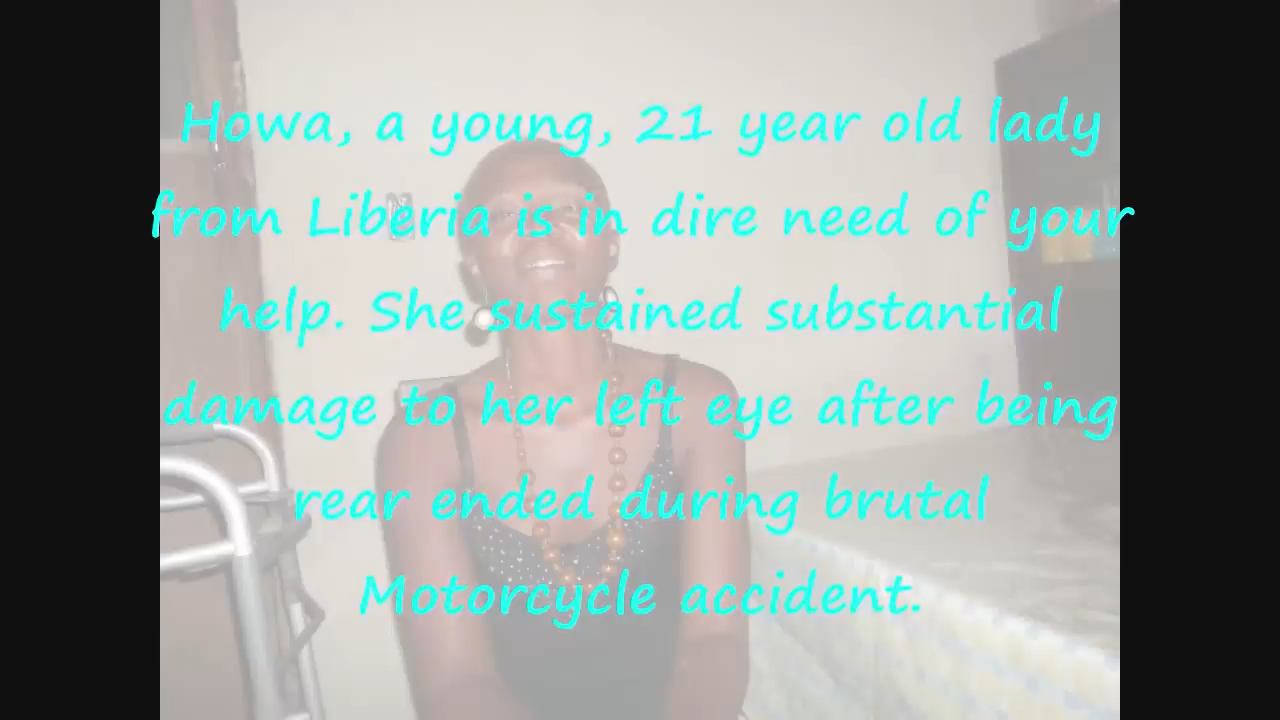 Howa, a young, 21 year old lady
from Liberia is in dire need of your
help. She sustained substantial
damage to her left eye after being
rear ended during brutal
Motorcycle accident.